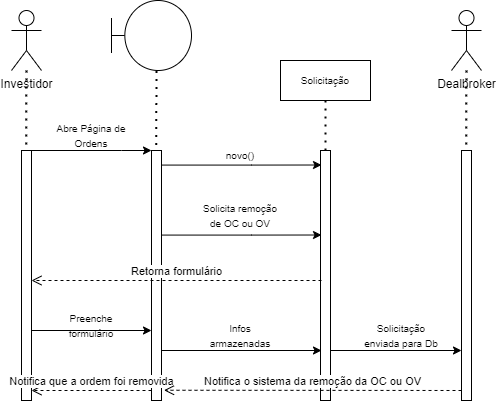 Investidor
Solicitação
Dealbroker
Abre Página de
Ordens
novo()
Solicita remoção
de OC ou OV
Retorna formulário
Preenche
formulário
Infos
armazenadas
Solicitação
enviada para Db
Notifica que a ordem foi removida
Notifica o sistema da remoção da OC ou OV